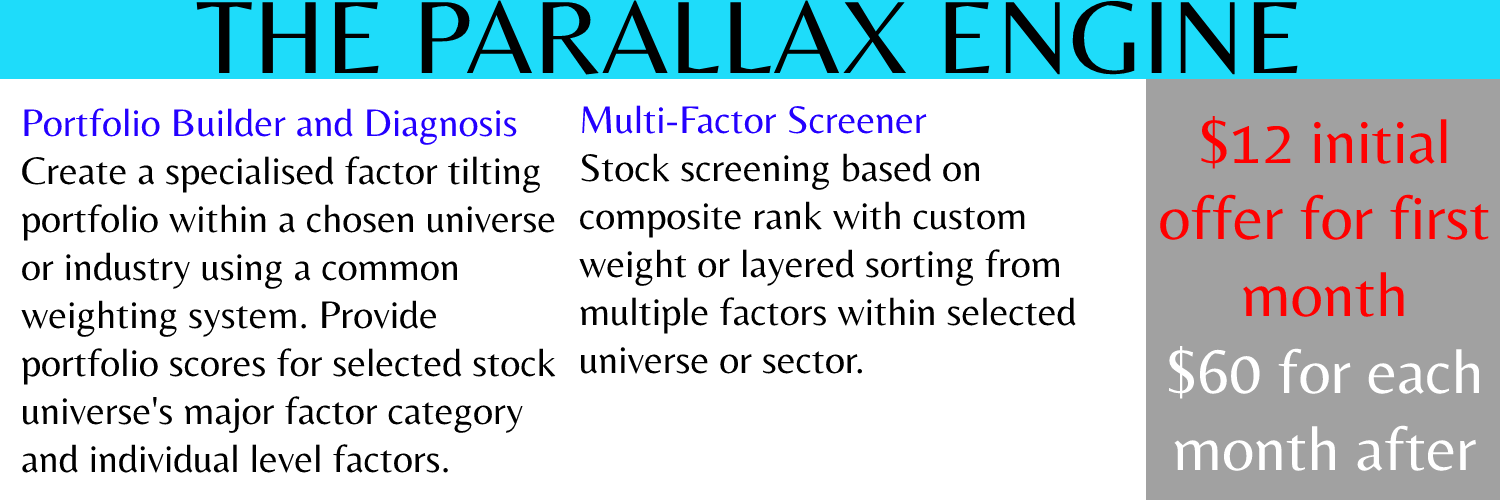 THE PARALLAX ENGINE
Portfolio Builder and Diagnosis
Create a specialised factor tilting
portfolio within a chosen universe
or industry using a common
weighting system. Provide
portfolio scores for selected stock
universe's major factor category
and individual level factors.
Multi-Factor Screener
Stock screening based on
composite rank with custom
weight or layered sorting from
multiple factors within selected
universe or sector.
$12 initial
offer for first
month
$60 for each
month after